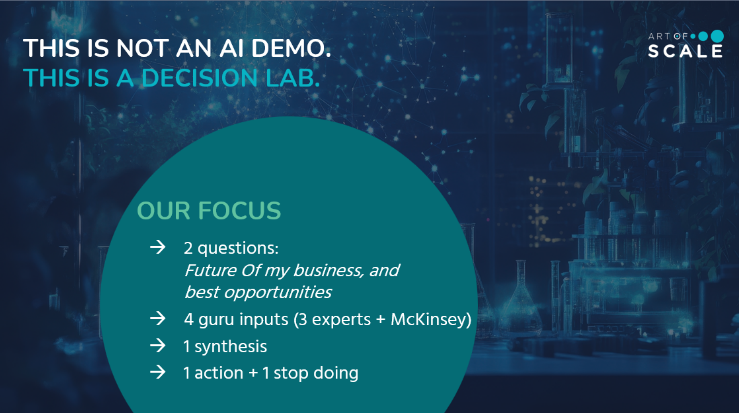 THIS IS NOT AN AI DEMO.
THIS IS A DECISION LAB.
ART OF
SCALE
OUR FOCUS
→ 2 questions:
Future Of my business, and
best opportunities
→ 4 guru inputs (3 experts + McKinsey)
→ 1 synthesis
→ 1 action + 1 stop doing